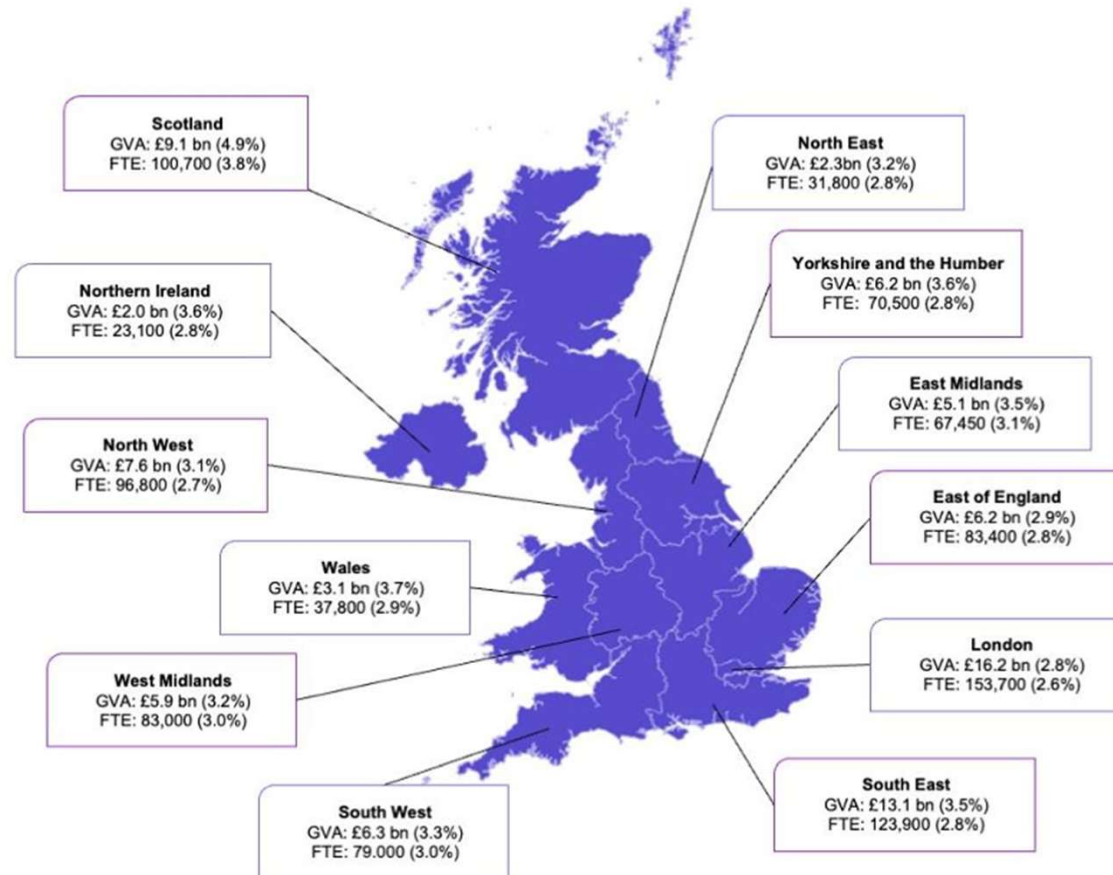 Scotland
GVA: £9.1 bn (4.9%)
FTE: 100,700 (3.8%)
North East
GVA: £2.3bn (3.2%)
FTE: 31,800 (2.8%)
Yorkshire and the Humber
GVA: £6.2 bn (3.6%)
FTE: 70,500 (2.8%)
Northern Ireland
GVA: £2.0 bn (3.6%)
FTE: 23,100 (2.8%)
East Midlands
GVA: £5.1 bn (3.5%)
FTE: 67,450 (3.1%)
North West
GVA: £7.6 bn (3.1%)
FTE: 96,800 (2.7%)
East of England
GVA: £6.2 bn (2.9%)
FTE: 83,400 (2.8%)
Wales
GVA: £3.1 bn (3.7%)
FTE: 37,800 (2.9%)
London
GVA: £16.2 bn (2.8%)
FTE: 153,700 (2.6%)
West Midlands
GVA: £5.9 bn (3.2%)
FTE: 83,000 (3.0%)
South East
GVA: £13.1 bn (3.5%)
FTE: 123,900 (2.8%)
South West
GVA: £6.3 bn (3.3%)
FTE: 79.000 (3.0%)